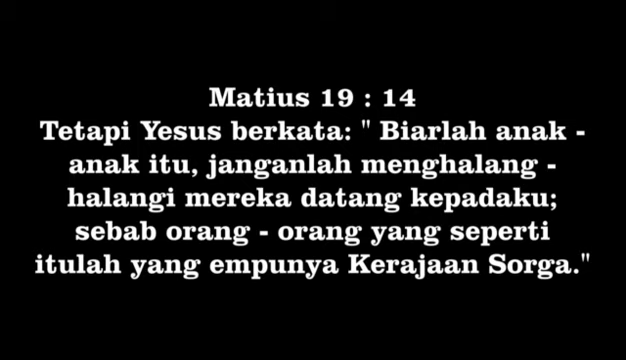 Matius 19 : 14
Tetapi Yesus berkata: " Biarlah anak -
anak itu, janganlah menghalang -
halangi mereka datang kepadaku;
sebab orang - orang yang seperti
itulah yang empunya Kerajaan Sorga."